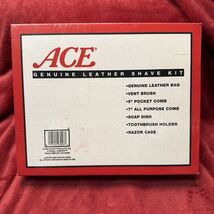 ACE®
GENUINE LEATHER SHAVE KIT
•GENUINE LEATHER BAG
•VENT BRUSH
•5" POCKET COMB
•7" ALL PURPOSE COMB
•SOAP DISH
•TOOTHBRUSH HOLDER
•RAZOR CASE